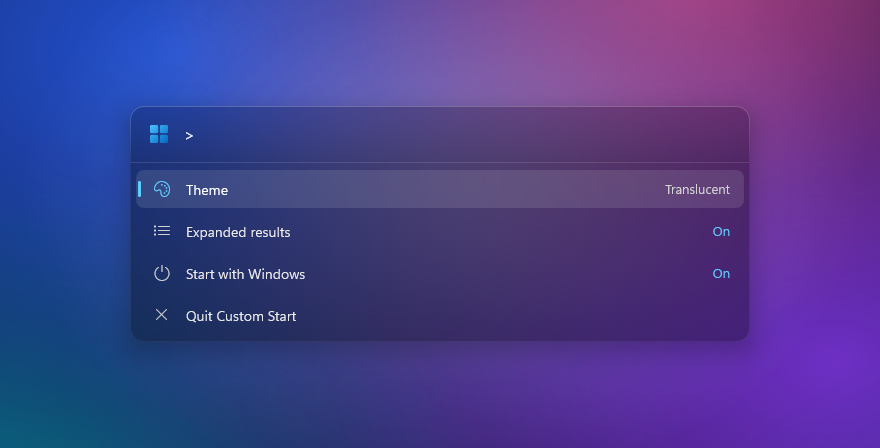 >
Theme Translucent
Expanded results On
Start with Windows On
Quit Custom Start